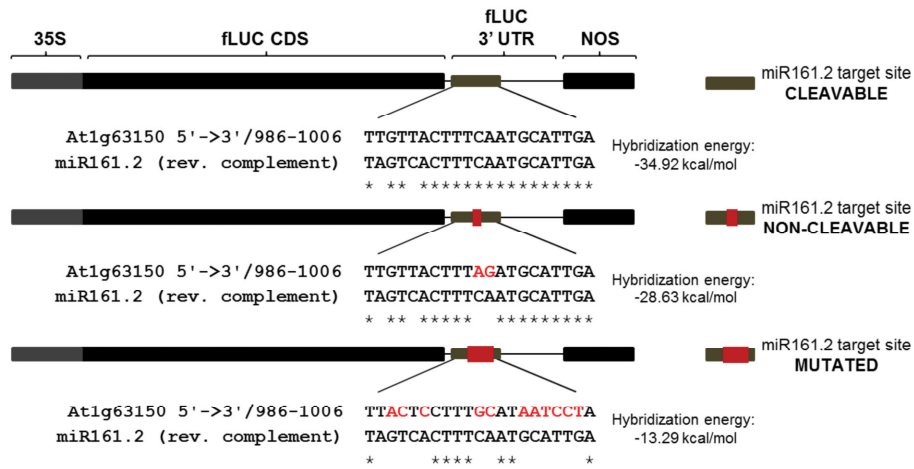 fLUC
35S fLUC CDS 3' UTR NOS
miR161.2 target site
CLEAVABLE
At1g63150 5'->3'/986-1006 TTGTTACTTTCAATGCATTGA
miR161.2 (rev. complement) TAGTCACTTTCAATGCATTGA
* ** ****************
Hybridization energy:
-34.92 kcal/mol
miR161.2 target site
NON-CLEAVABLE
At1g63150 5'->3'/986-1006 TTGTTACTTTAGATGCATTGA
miR161.2 (rev. complement) TAGTCACTTTCAATGCATTGA
* ** *****  *********
Hybridization energy:
-28.63 kcal/mol
miR161.2 target site
MUTATED
At1g63150 5'->3'/986-1006 TTACTCCTTTGCATAATCCTA
miR161.2 (rev. complement) TAGTCACTTTCAATGCATTGA
*     ****  **      *
Hybridization energy:
-13.29 kcal/mol